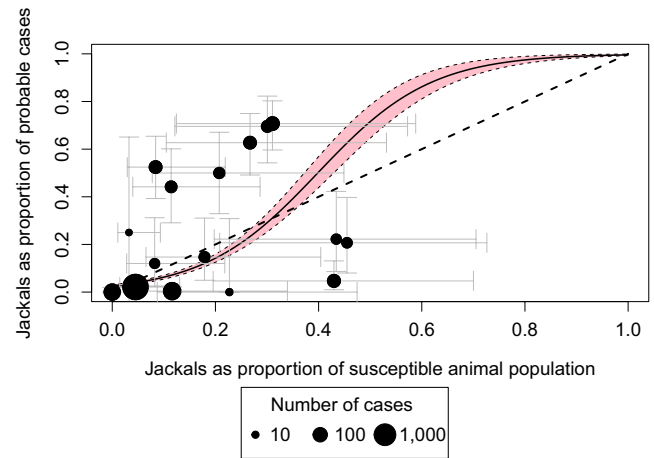 Jackals as proportion of probable cases
1.0
0.8
0.6
0.4
0.2
0.0
0.0 0.2 0.4 0.6 0.8 1.0
Jackals as proportion of susceptible animal population
Number of cases
10 100 1,000